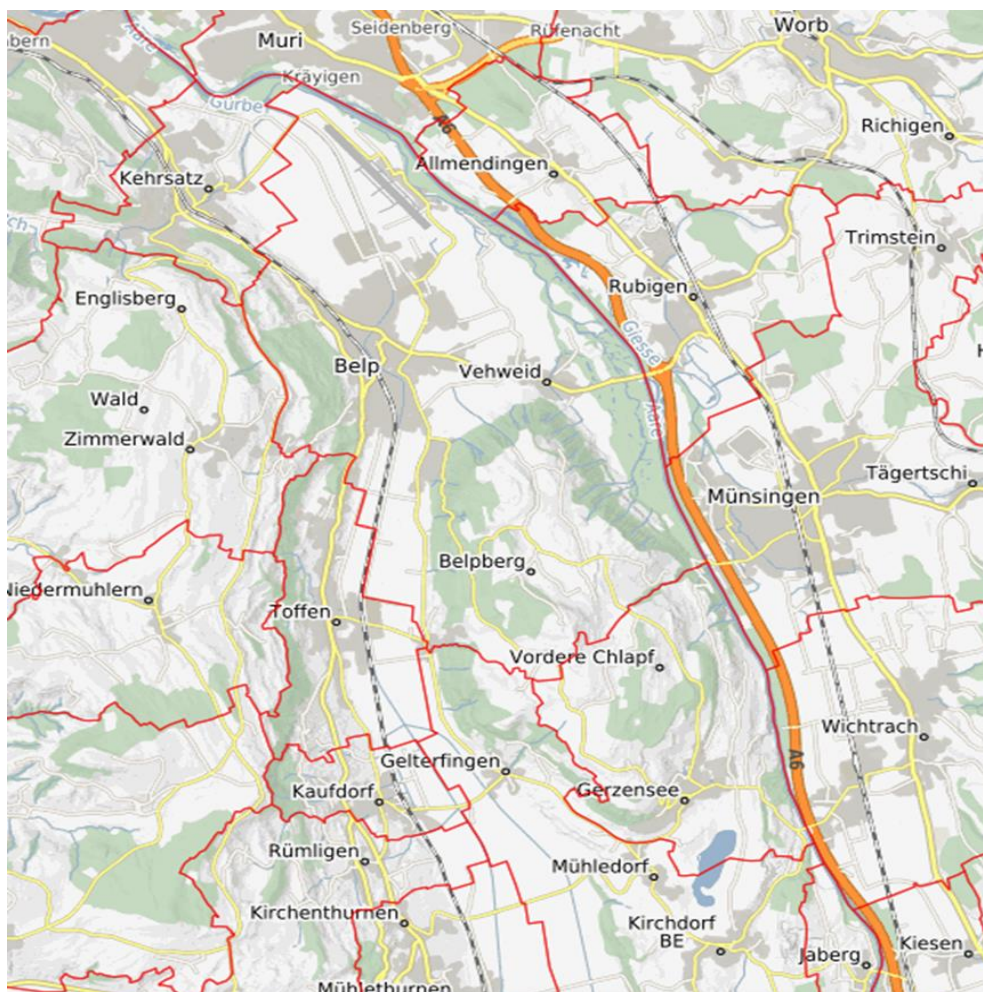 Seidenberg
Rüfenacht
Worb
Muri
Aare
Kräyigen
Gürbe
A6
Richigen
Allmendingen
Kehrsatz
Trimstein
Rubigen
Englisberg
Giesse
Belp
Vehweid
Wald
Aare
Zimmerwald
Tägertschi
Münsingen
Belpberg
Niedermuhlern
Toffen
Vordere Chlapf
Wichtrach
A6
Gelterfingen
Kaufdorf
Gerzensee
Rümligen
Mühledorf
Kirchenthurnen
Kirchdorf
BE
Kiesen
Jaberg
Mühlethurnen